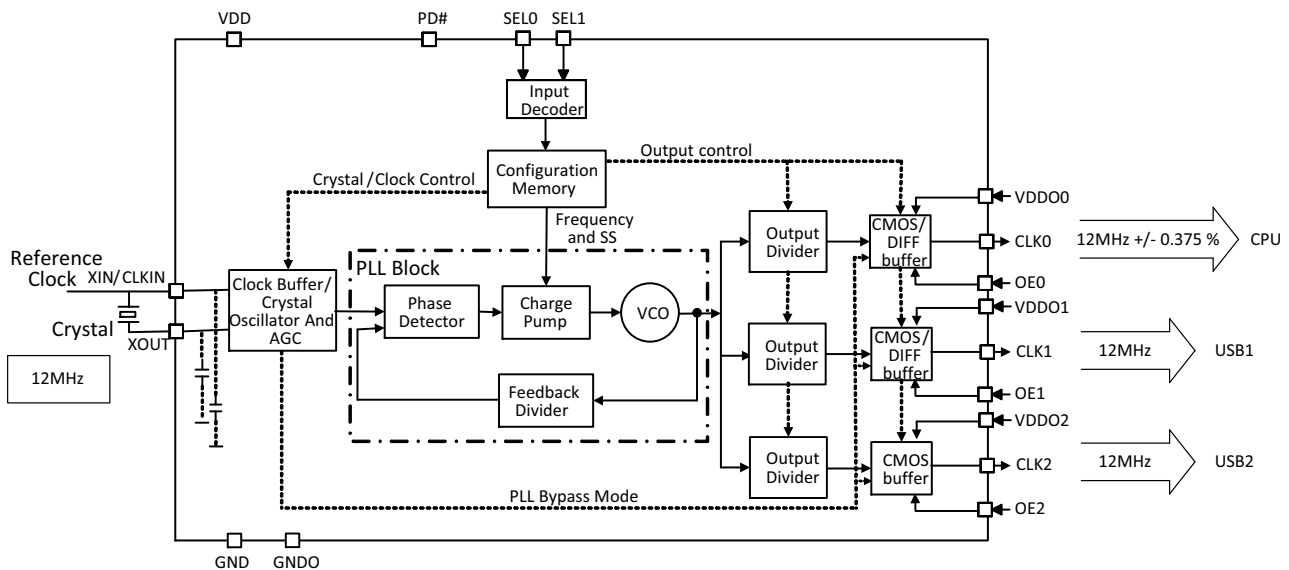 VDD
PD#
SEL0
SEL1
Input
Decoder
Output control
Configuration
Memory
Crystal /Clock Control
Frequency
and SS
VDDO0
Output
Divider
CMOS/
DIFF
buffer
CLK0
12MHz +/- 0.375 %
CPU
Reference
Clock
XIN/CLKIN
PLL Block
Clock Buffer/
Crystal
Oscillator And
AGC
Phase
Detector
Charge
Pump
VCO
OE0
VDDO1
Crystal
XOUT
Output
Divider
CMOS/
DIFF
buffer
CLK1
12MHz
USB1
12MHz
Feedback
Divider
OE1
VDDO2
Output
Divider
CMOS
buffer
CLK2
12MHz
USB2
PLL Bypass Mode
OE2
GND
GNDO